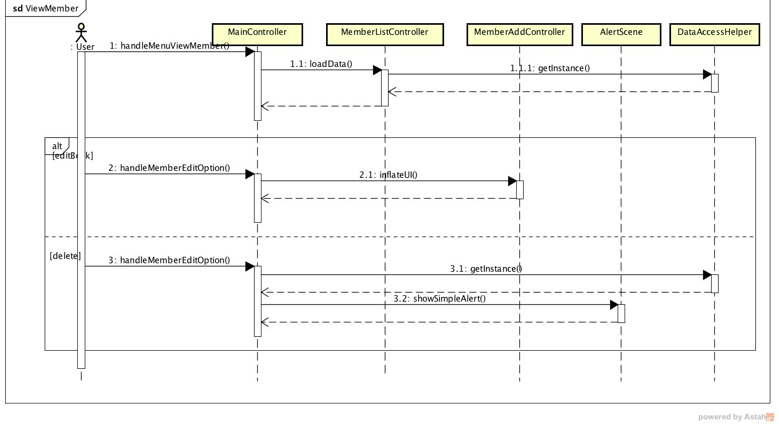 sd ViewMember
MainController
MemberListController
MemberAddController
AlertScene
DataAccessHelper
: User
1: handleMenuViewMember()
1.1: loadData()
1.1.1: getInstance()
alt
[editBook]
2: handleMemberEditOption()
2.1: inflateUI()
[delete]
3: handleMemberEditOption()
3.1: getInstance()
3.2: showSimpleAlert()
powered by Astah